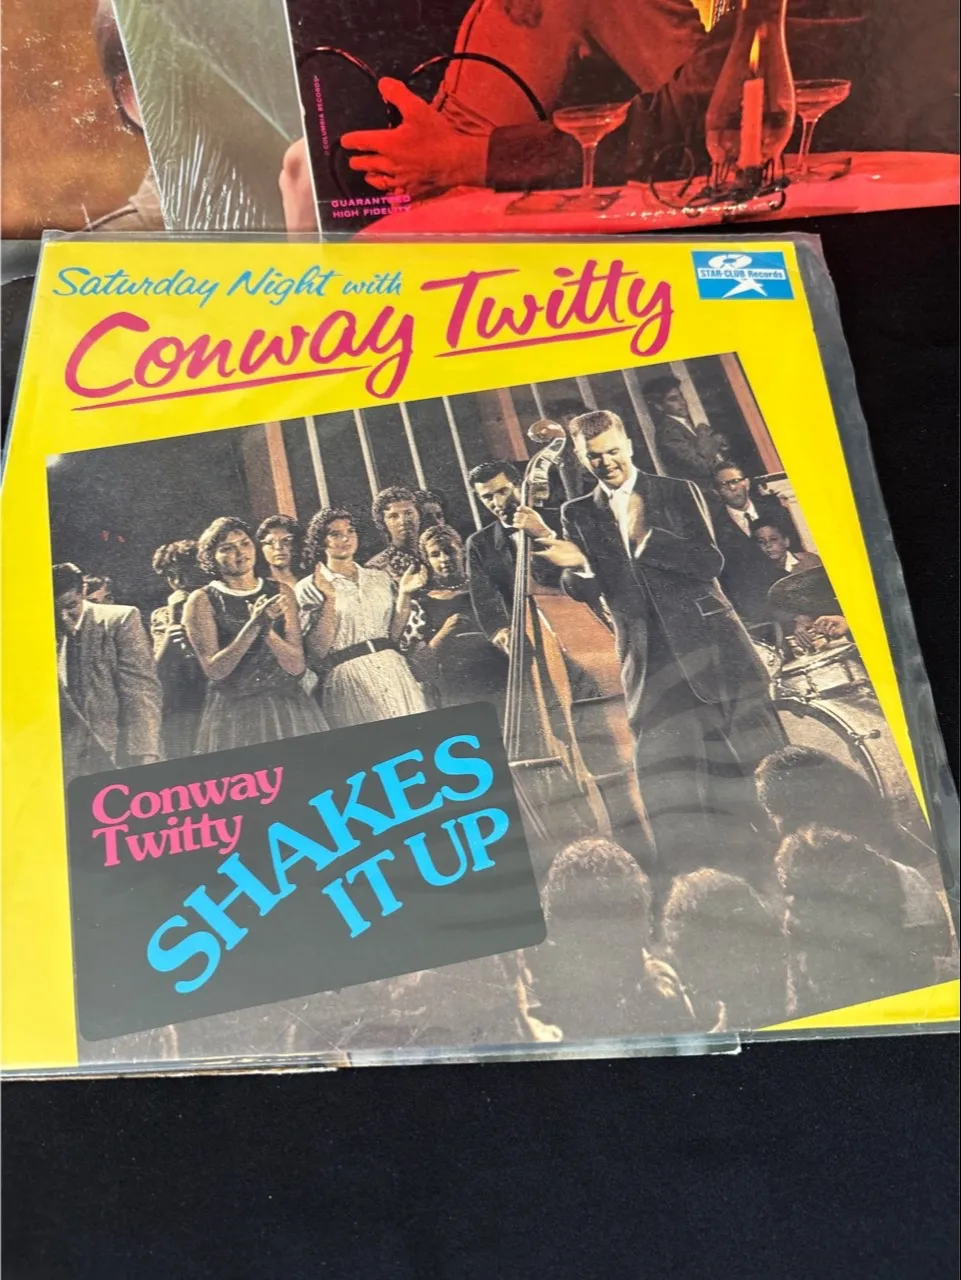 © COLUMBIA RECORDS
GUARANTEED
HIGH FIDELITY
Saturday Night with
Conway Twitty
STAR-CLUB Records
Conway
Twitty
SHAKES
IT UP